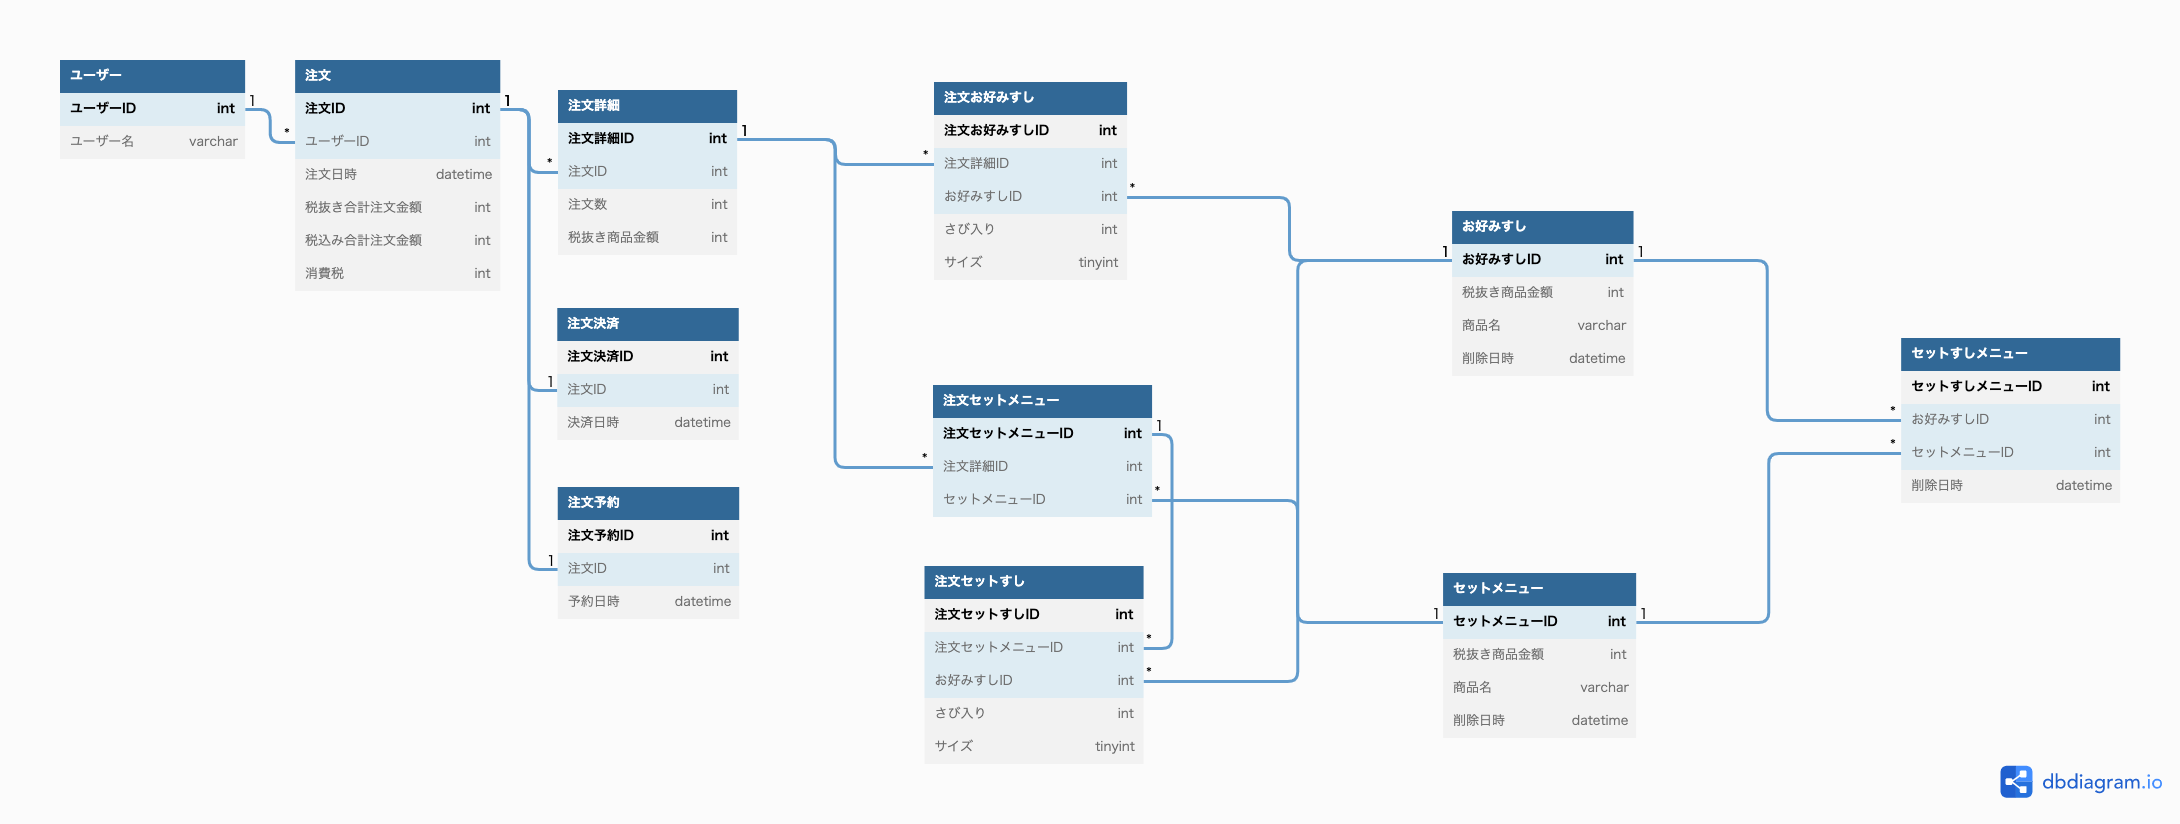 ユーザー
ユーザーID int
ユーザー名 varchar
1
*
注文
注文ID int
ユーザーID int
注文日時 datetime
税抜き合計注文金額 int
税込み合計注文金額 int
消費税 int
1
*
1
1
注文詳細
注文詳細ID int
注文ID int
注文数 int
税抜き商品金額 int
注文決済
注文決済ID int
注文ID int
決済日時 datetime
注文予約
注文予約ID int
注文ID int
予約日時 datetime
1
*
*
注文お好みすし
注文お好みすしID int
注文詳細ID int
お好みすしID int
さび入り int
サイズ tinyint
*
注文セットメニュー
注文セットメニューID int
注文詳細ID int
セットメニューID int
1
*
注文セットすし
注文セットすしID int
注文セットメニューID int
お好みすしID int
さび入り int
サイズ tinyint
*
*
1
お好みすし
お好みすしID int
税抜き商品金額 int
商品名 varchar
削除日時 datetime
1
1
セットメニュー
セットメニューID int
税抜き商品金額 int
商品名 varchar
削除日時 datetime
1
*
*
セットすしメニュー
セットすしメニューID int
お好みすしID int
セットメニューID int
削除日時 datetime
dbdiagram.io